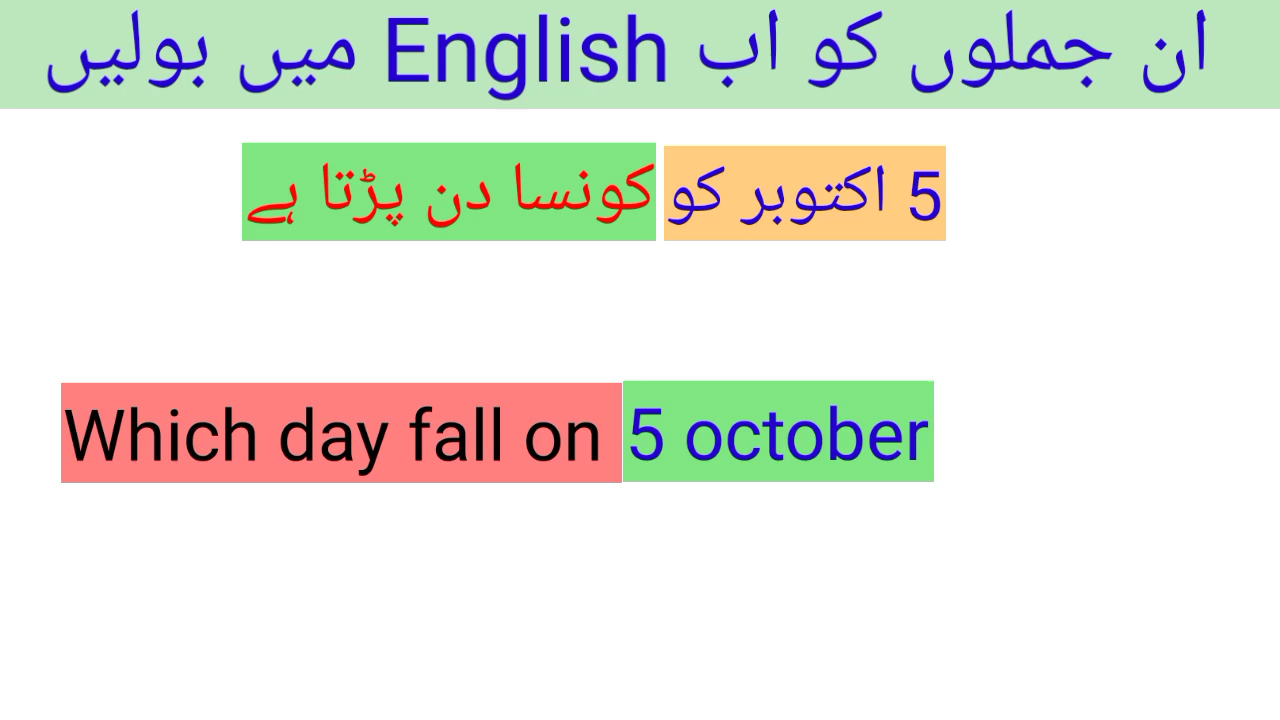 ان جملوں کو اب English میں بولیں
5 اکتوبر کو کونسا دن پڑتا ہے
Which day fall on 5 october